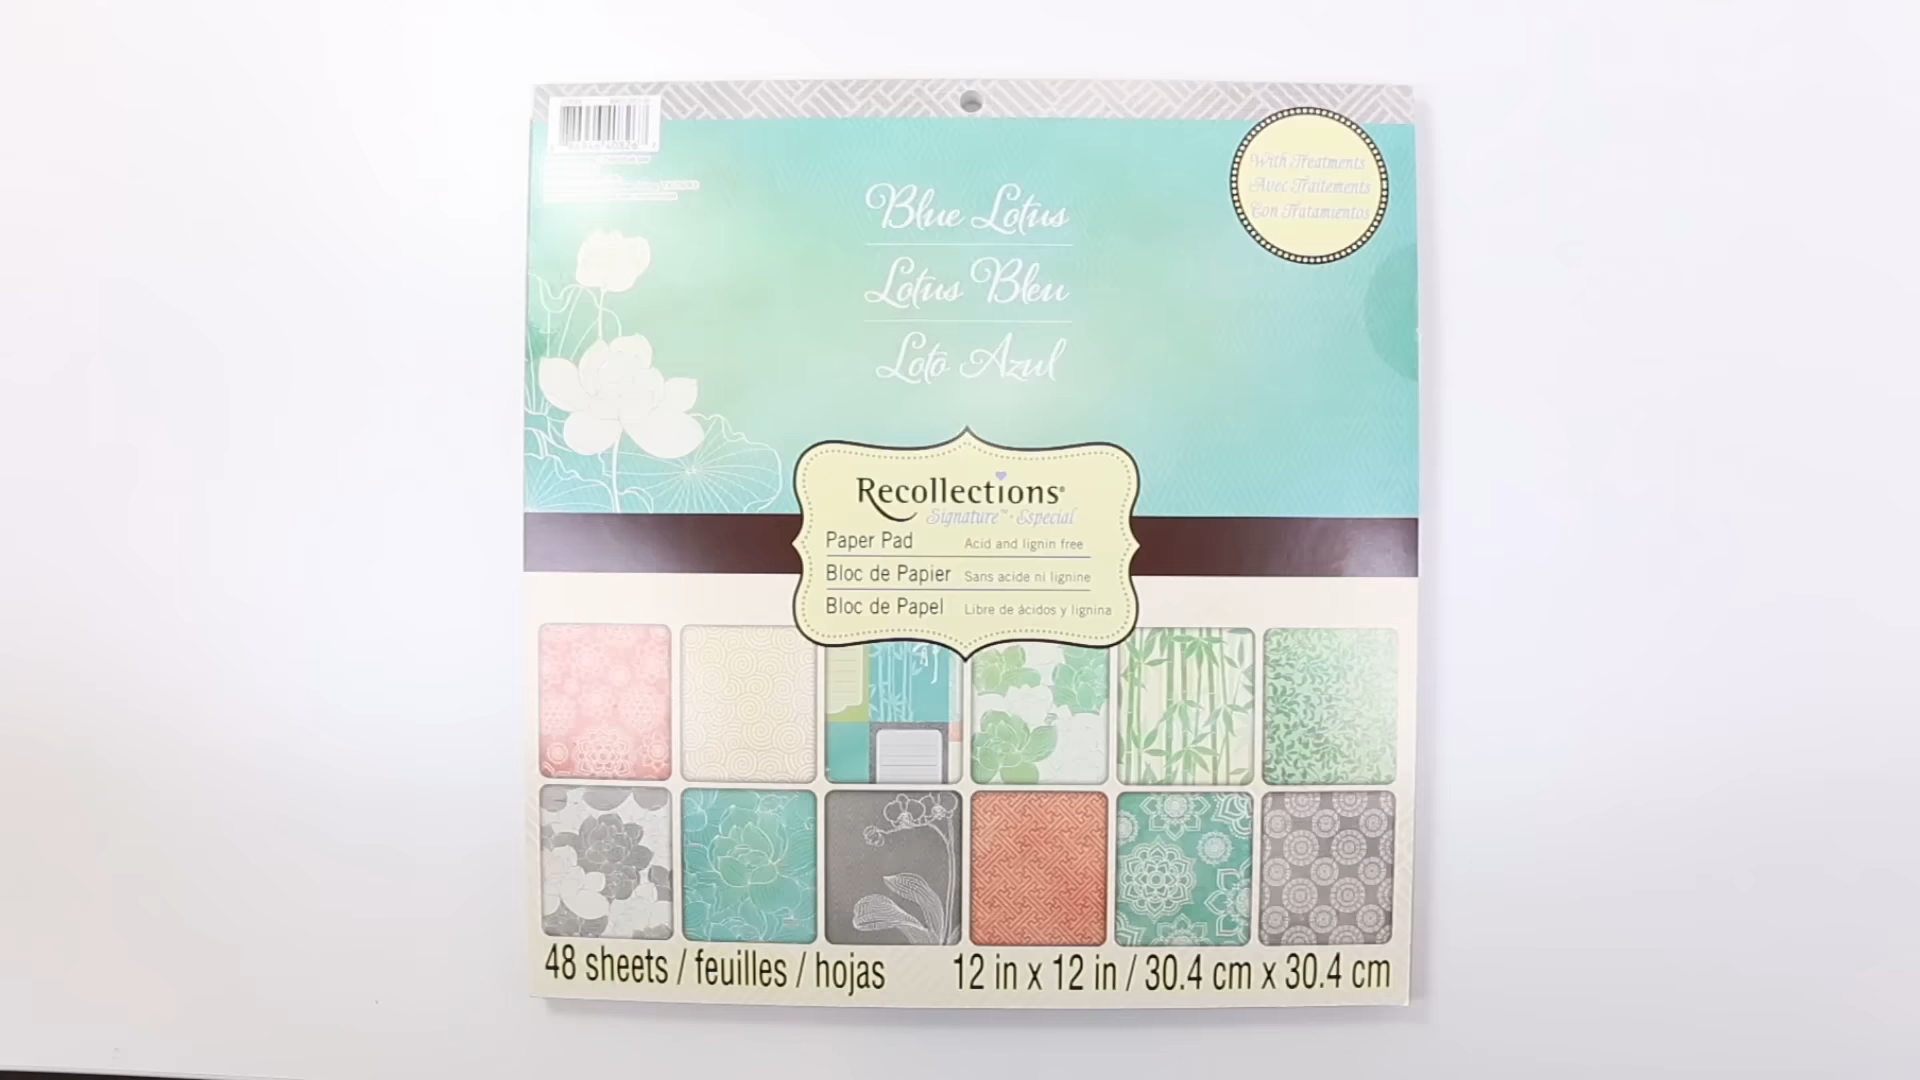 With Treatments
Avec Traitements
Con Tratamientos
Blue Lotus
Lotus Bleu
Loto Azul
Recollections®
Signature™ · Especial
Paper Pad Acid and lignin free
Bloc de Papier Sans acide ni lignine
Bloc de Papel Libre de ácidos y lignina
48 sheets / feuilles / hojas 12 in x 12 in / 30.4 cm x 30.4 cm